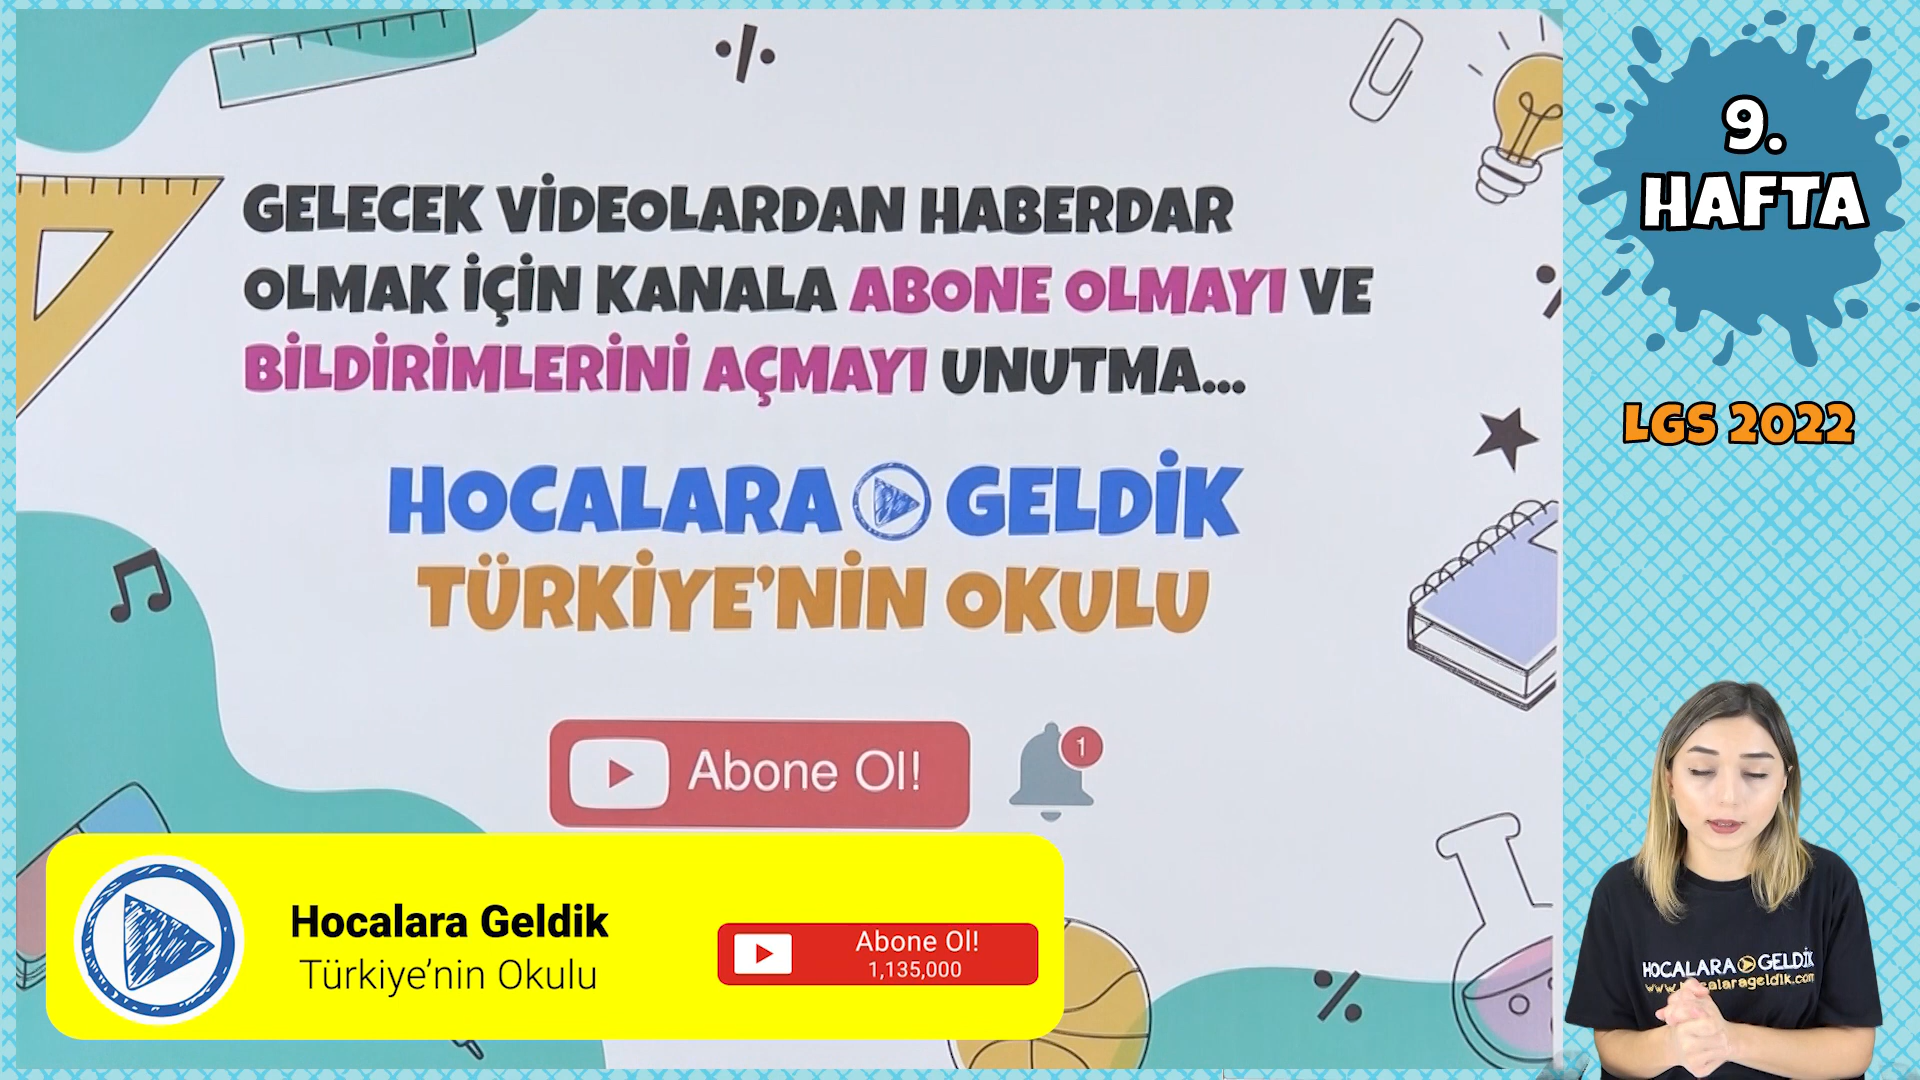 GELECEK VİDEOLARDAN HABERDAR
OLMAK İÇİN KANALA ABONE OLMAYI VE
BİLDİRİMLERİNİ AÇMAYI UNUTMA...
HOCALARA GELDİK
TÜRKİYE'NİN OKULU
Abone Ol!
1
Hocalara Geldik
Türkiye'nin Okulu
Abone Ol!
1,135,000
9.
HAFTA
LGS 2022
HOCALARA GELDİK